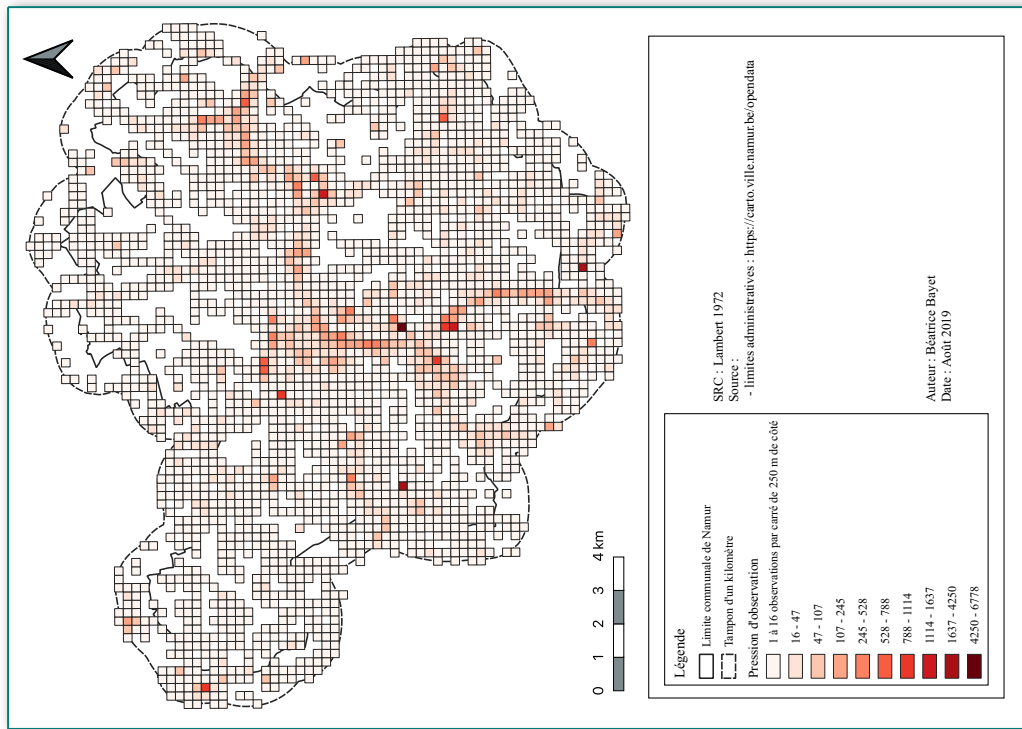 0 1 2 3 4 km
Légende
Limite communale de Namur
Tampon d'un kilomètre
Pression d'observation
1 à 16 observations par carré de 250 m de côté
16 - 47
47 - 107
107 - 245
245 - 528
528 - 788
788 - 1114
1114 - 1637
1637 - 4250
4250 - 6778
SRC : Lambert 1972
Source :
- limites administratives : https://carto.ville.namur.be/opendata
Auteur : Béatrice Bayet
Date : Août 2019